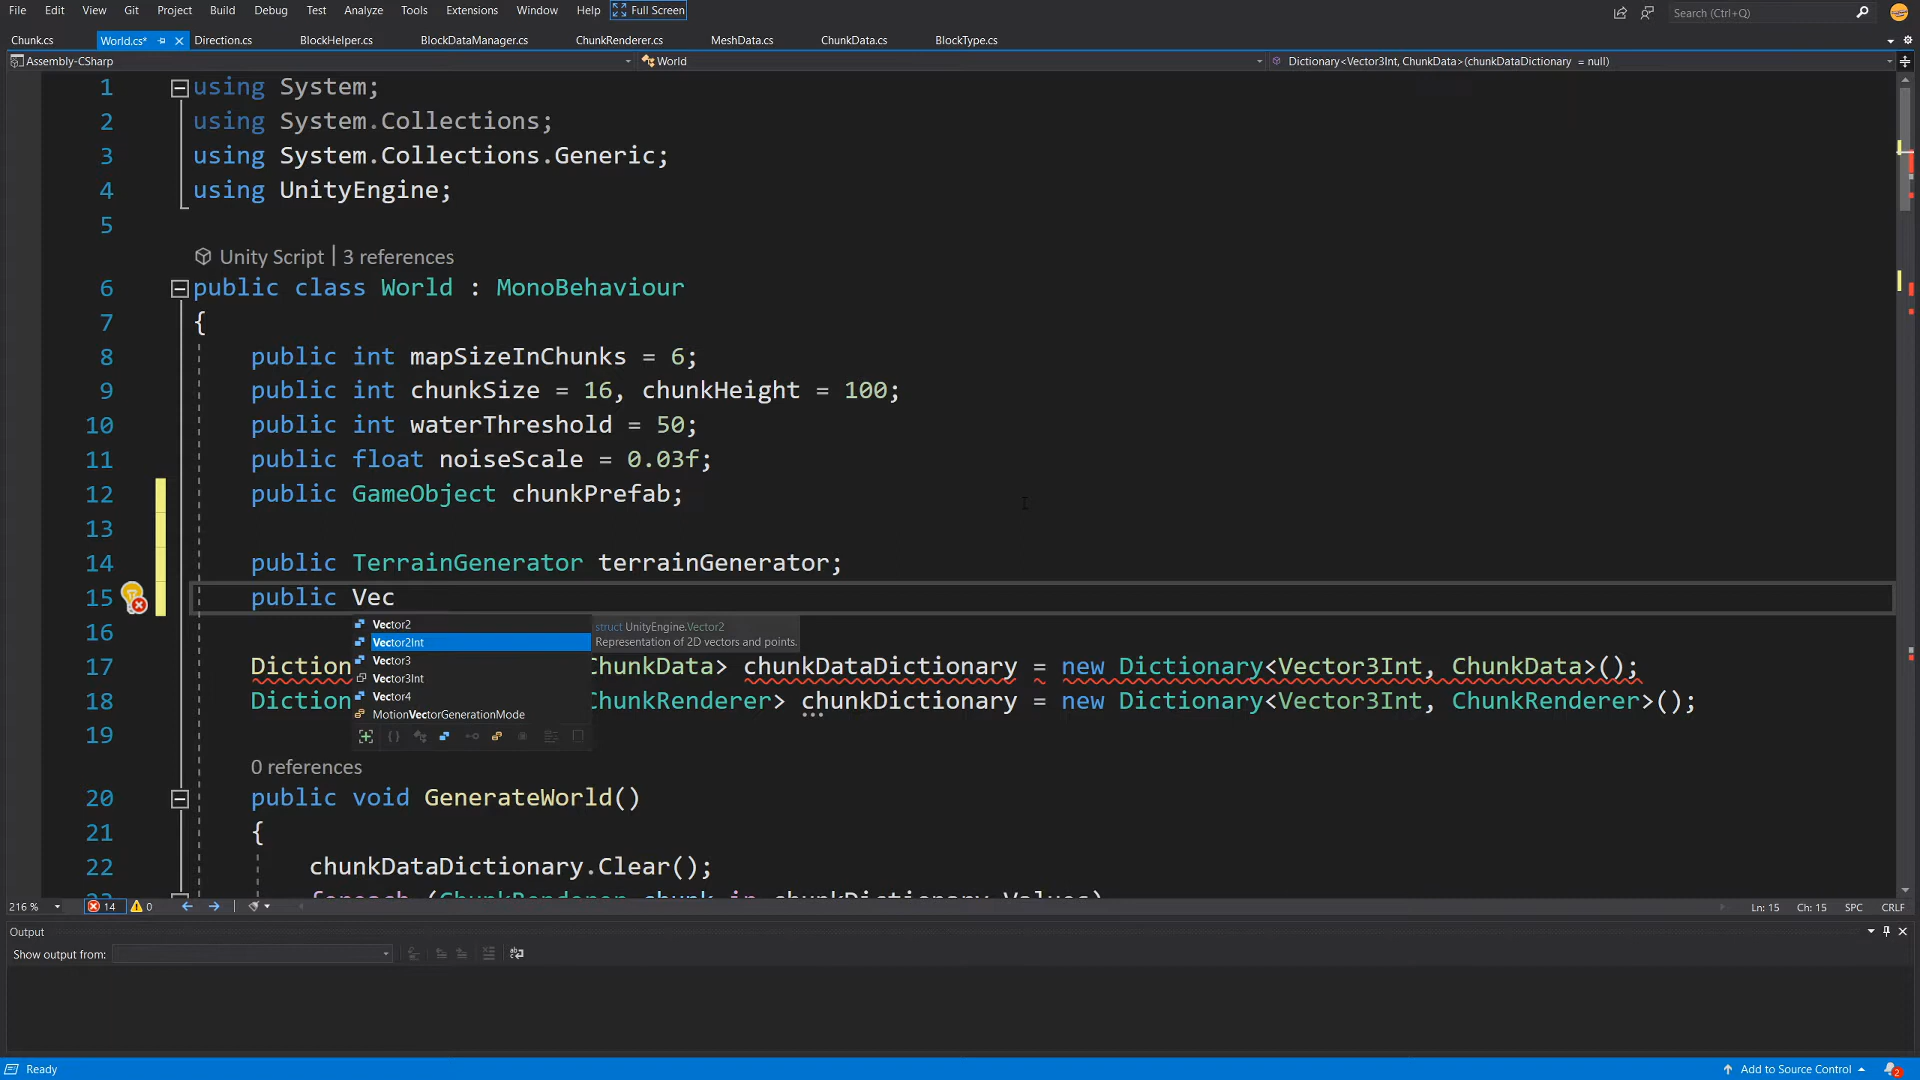 File Edit View Git Project Build Debug Test Analyze Tools Extensions Window Help Full Screen Search (Ctrl+Q)
Chunk.cs World.cs* Direction.cs BlockHelper.cs BlockDataManager.cs ChunkRenderer.cs MeshData.cs ChunkData.cs BlockType.cs
Assembly-CSharp World Dictionary<Vector3Int, ChunkData>(chunkDataDictionary = null)
1 using System;
2 using System.Collections;
3 using System.Collections.Generic;
4 using UnityEngine;
5
Unity Script | 3 references
6 public class World : MonoBehaviour
7 {
8 public int mapSizeInChunks = 6;
9 public int chunkSize = 16, chunkHeight = 100;
10 public int waterThreshold = 50;
11 public float noiseScale = 0.03f;
12 public GameObject chunkPrefab;
13
14 public TerrainGenerator terrainGenerator;
15 public Vec
16 Vector2 struct UnityEngine.Vector2
Vector2Int Representation of 2D vectors and points.
Vector3
17 Diction ChunkData> chunkDataDictionary = new Dictionary<Vector3Int, ChunkData>();
Vector3Int
Vector4
18 Diction ChunkRenderer> chunkDictionary = new Dictionary<Vector3Int, ChunkRenderer>();
MotionVectorGenerationMode
19
0 references
20 public void GenerateWorld()
21 {
22 chunkDataDictionary.Clear();
23 foreach (ChunkRenderer chunk in chunkDictionary.Values)
216 % 14 0 Ln: 15 Ch: 15 SPC CRLF
Output
Show output from:
Ready Add to Source Control 2